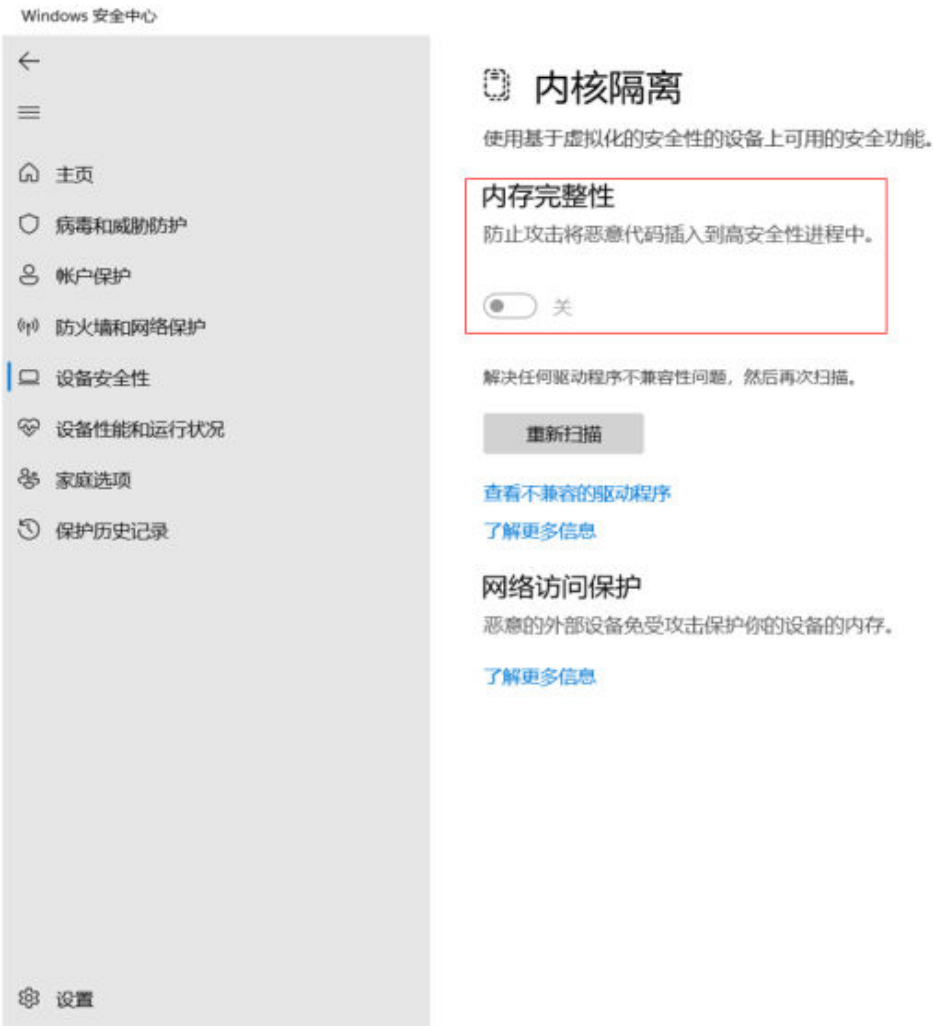 Windows 安全中心
主页
病毒和威胁防护
帐户保护
防火墙和网络保护
设备安全性
设备性能和运行状况
家庭选项
保护历史记录
设置
内核隔离
使用基于虚拟化的安全性的设备上可用的安全功能。
内存完整性
防止攻击将恶意代码插入到高安全性进程中。
关
解决任何驱动程序不兼容性问题，然后再次扫描。
重新扫描
查看不兼容的驱动程序
了解更多信息
网络访问保护
恶意的外部设备免受攻击保护你的设备的内存。
了解更多信息